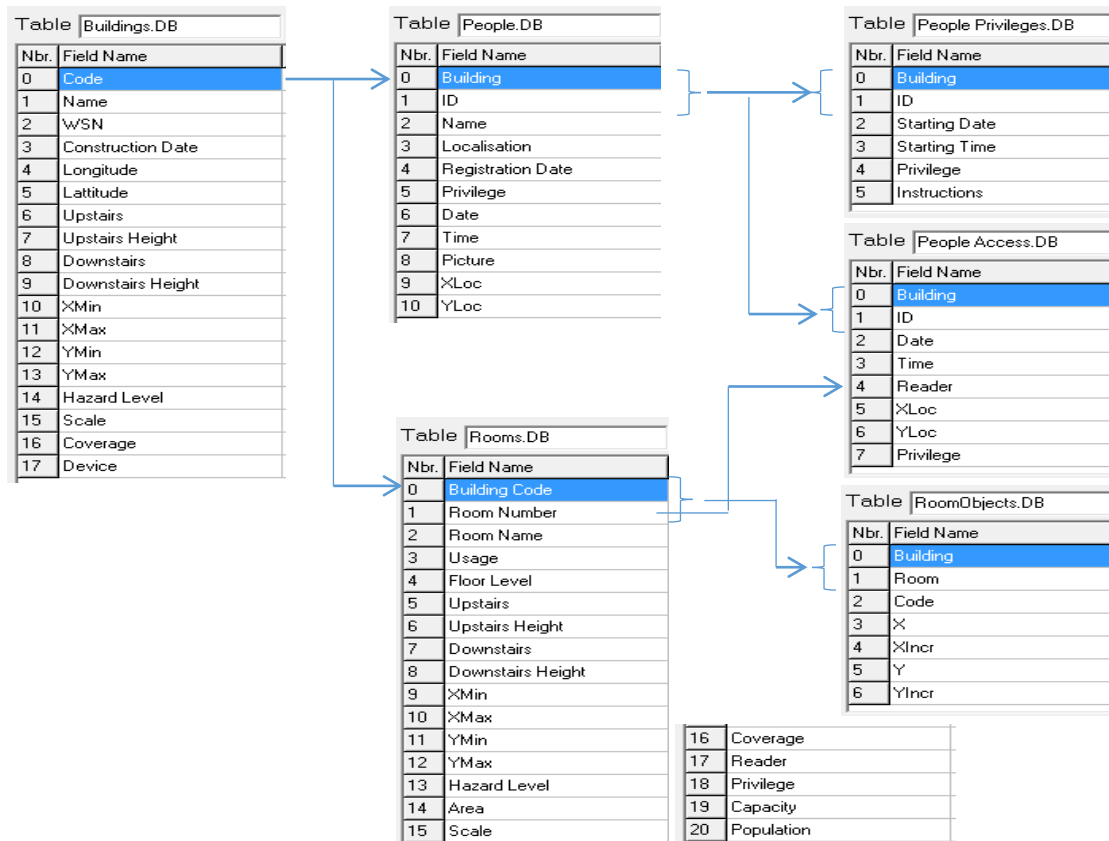 Table Buildings.DB
Nbr. Field Name
0 Code
1 Name
2 WSN
3 Construction Date
4 Longitude
5 Lattitude
6 Upstairs
7 Upstairs Height
8 Downstairs
9 Downstairs Height
10 XMin
11 XMax
12 YMin
13 YMax
14 Hazard Level
15 Scale
16 Coverage
17 Device
Table People.DB
Nbr. Field Name
0 Building
1 ID
2 Name
3 Localisation
4 Registration Date
5 Privilege
6 Date
7 Time
8 Picture
9 XLoc
10 YLoc
Table People Privileges.DB
Nbr. Field Name
0 Building
1 ID
2 Starting Date
3 Starting Time
4 Privilege
5 Instructions
Table People Access.DB
Nbr. Field Name
0 Building
1 ID
2 Date
3 Time
4 Reader
5 XLoc
6 YLoc
7 Privilege
Table Rooms.DB
Nbr. Field Name
0 Building Code
1 Room Number
2 Room Name
3 Usage
4 Floor Level
5 Upstairs
6 Upstairs Height
7 Downstairs
8 Downstairs Height
9 XMin
10 XMax
11 YMin
12 YMax
13 Hazard Level
14 Area
15 Scale
16 Coverage
17 Reader
18 Privilege
19 Capacity
20 Population
Table RoomObjects.DB
Nbr. Field Name
0 Building
1 Room
2 Code
3 X
4 XIncr
5 Y
6 YIncr